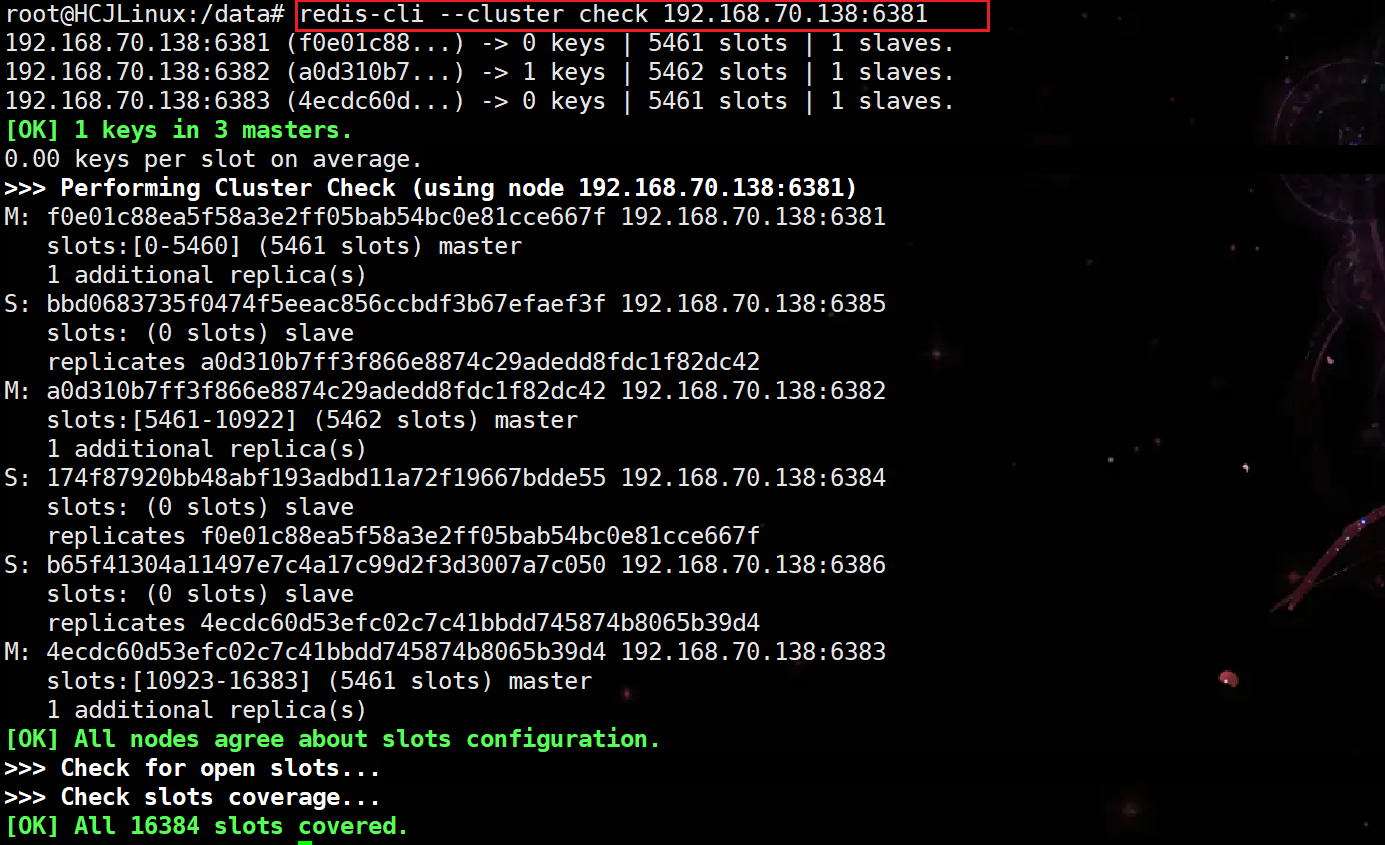 root@HCJLinux:/data# redis-cli --cluster check 192.168.70.138:6381
192.168.70.138:6381 (f0e01c88...) -> 0 keys | 5461 slots | 1 slaves.
192.168.70.138:6382 (a0d310b7...) -> 1 keys | 5462 slots | 1 slaves.
192.168.70.138:6383 (4ecdc60d...) -> 0 keys | 5461 slots | 1 slaves.
[OK] 1 keys in 3 masters.
0.00 keys per slot on average.
>>> Performing Cluster Check (using node 192.168.70.138:6381)
M: f0e01c88ea5f58a3e2ff05bab54bc0e81cce667f 192.168.70.138:6381
   slots:[0-5460] (5461 slots) master
   1 additional replica(s)
S: bbd0683735f0474f5eeac856ccbdf3b67efaef3f 192.168.70.138:6385
   slots: (0 slots) slave
   replicates a0d310b7ff3f866e8874c29adedd8fdc1f82dc42
M: a0d310b7ff3f866e8874c29adedd8fdc1f82dc42 192.168.70.138:6382
   slots:[5461-10922] (5462 slots) master
   1 additional replica(s)
S: 174f87920bb48abf193adbd11a72f19667bdde55 192.168.70.138:6384
   slots: (0 slots) slave
   replicates f0e01c88ea5f58a3e2ff05bab54bc0e81cce667f
S: b65f41304a11497e7c4a17c99d2f3d3007a7c050 192.168.70.138:6386
   slots: (0 slots) slave
   replicates 4ecdc60d53efc02c7c41bbdd745874b8065b39d4
M: 4ecdc60d53efc02c7c41bbdd745874b8065b39d4 192.168.70.138:6383
   slots:[10923-16383] (5461 slots) master
   1 additional replica(s)
[OK] All nodes agree about slots configuration.
>>> Check for open slots...
>>> Check slots coverage...
[OK] All 16384 slots covered.